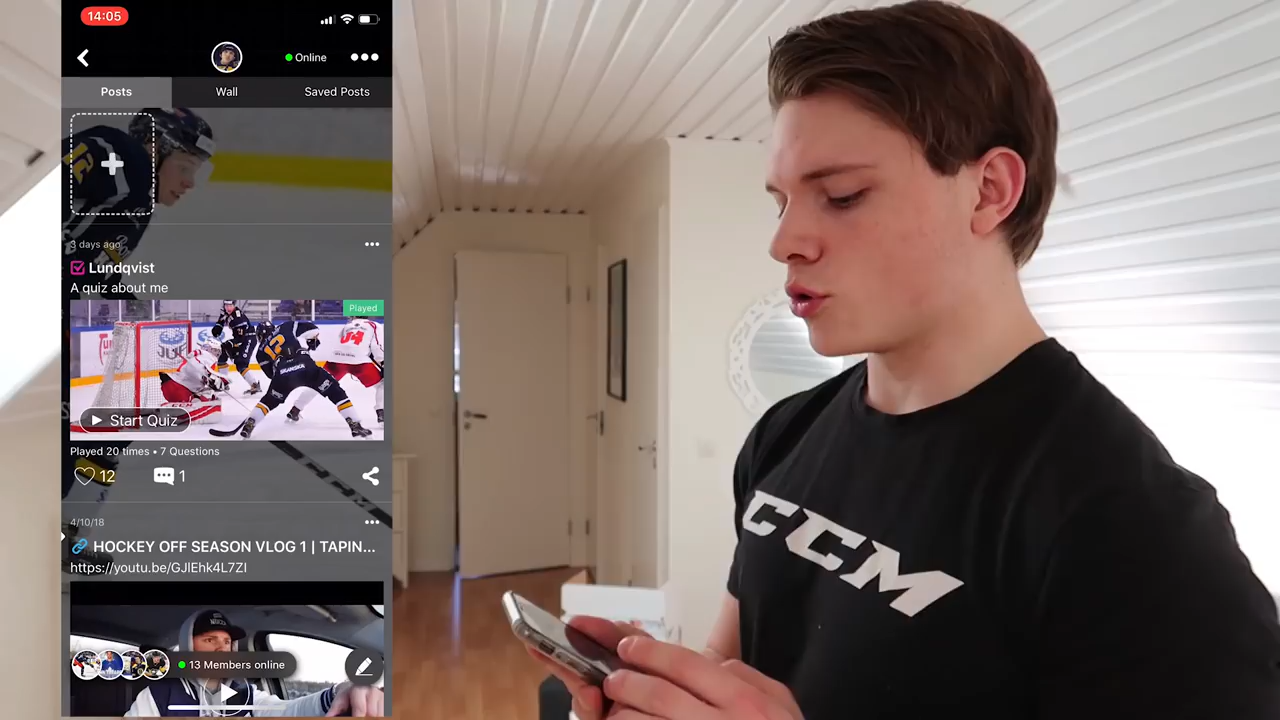 14:05
Online
Posts
Wall
Saved Posts
3 days ago
Lundqvist
A quiz about me
Played
Start Quiz
Played 20 times • 7 Questions
12
1
4/10/18
HOCKEY OFF SEASON VLOG 1 | TAPIN...
https://youtu.be/GJlEhk4L7ZI
13 Members online
CCM